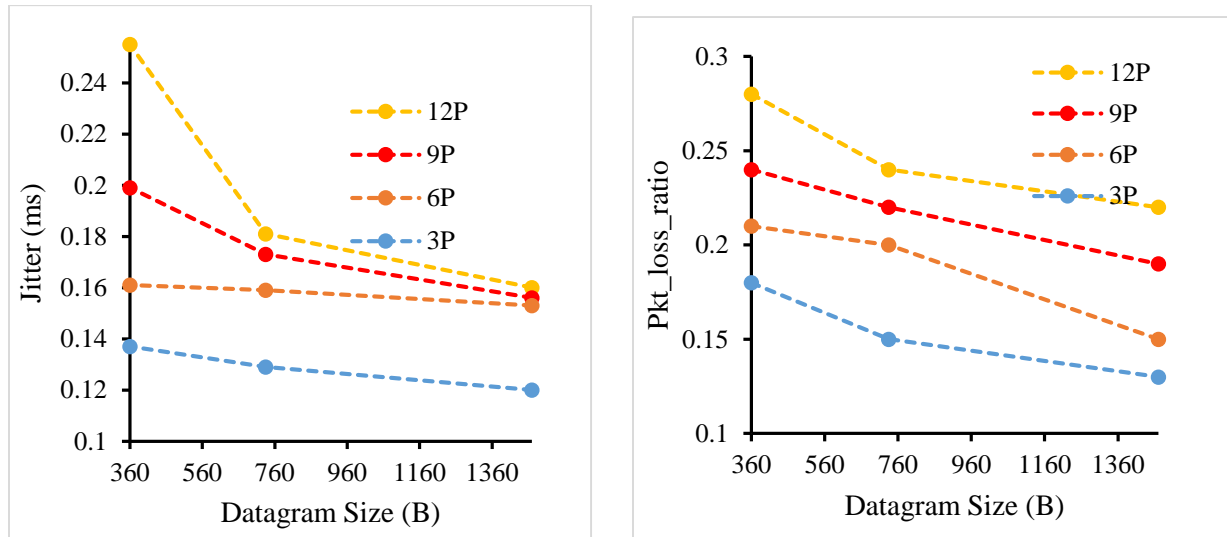 Jitter (ms)
0.24
0.22
0.2
0.18
0.16
0.14
0.12
0.1
360 560 760 960 1160 1360
Datagram Size (B)
12P
9P
6P
3P
Pkt_loss_ratio
0.3
0.25
0.2
0.15
0.1
360 560 760 960 1160 1360
Datagram Size (B)
12P
9P
6P
3P